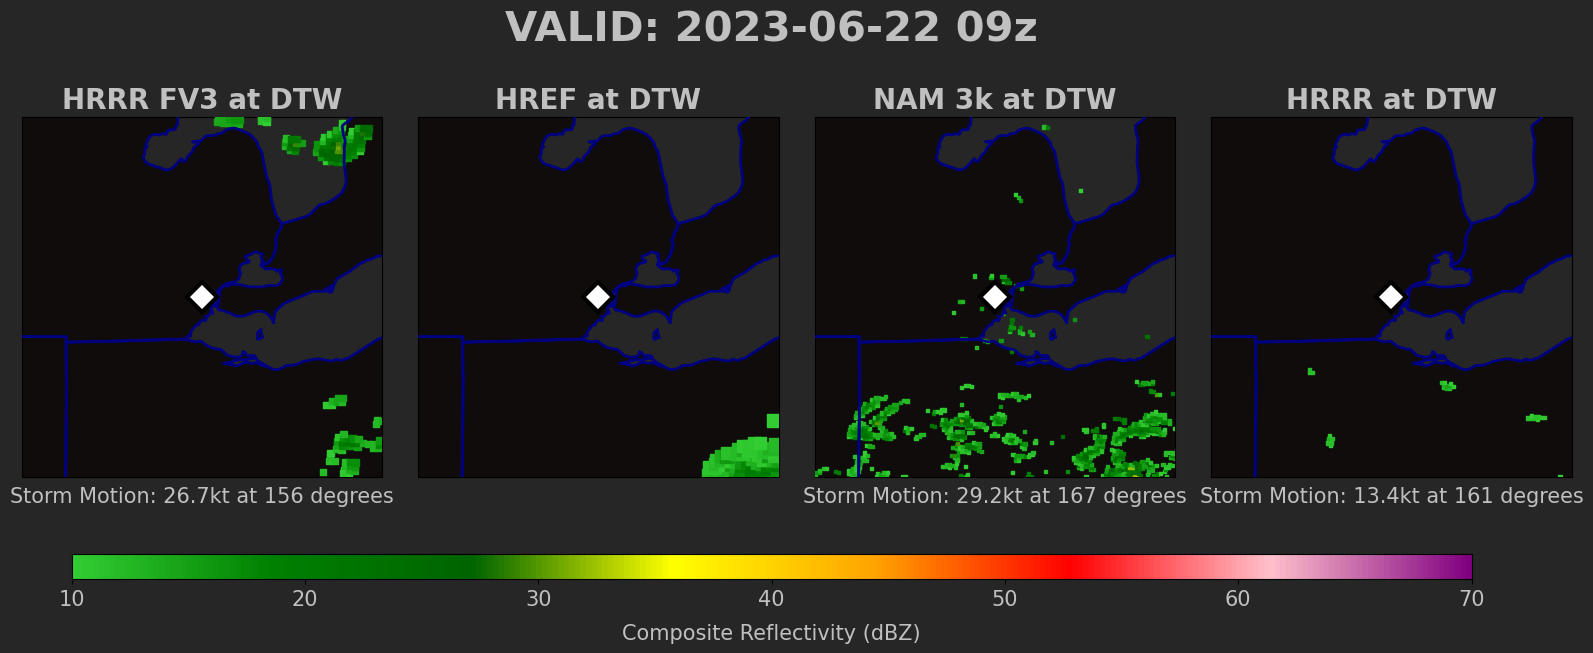 VALID: 2023-06-22 09z
HRRR FV3 at DTW
HREF at DTW
NAM 3k at DTW
HRRR at DTW
Storm Motion: 26.7kt at 156 degrees
Storm Motion: 29.2kt at 167 degrees
Storm Motion: 13.4kt at 161 degrees
10 20 30 40 50 60 70
Composite Reflectivity (dBZ)